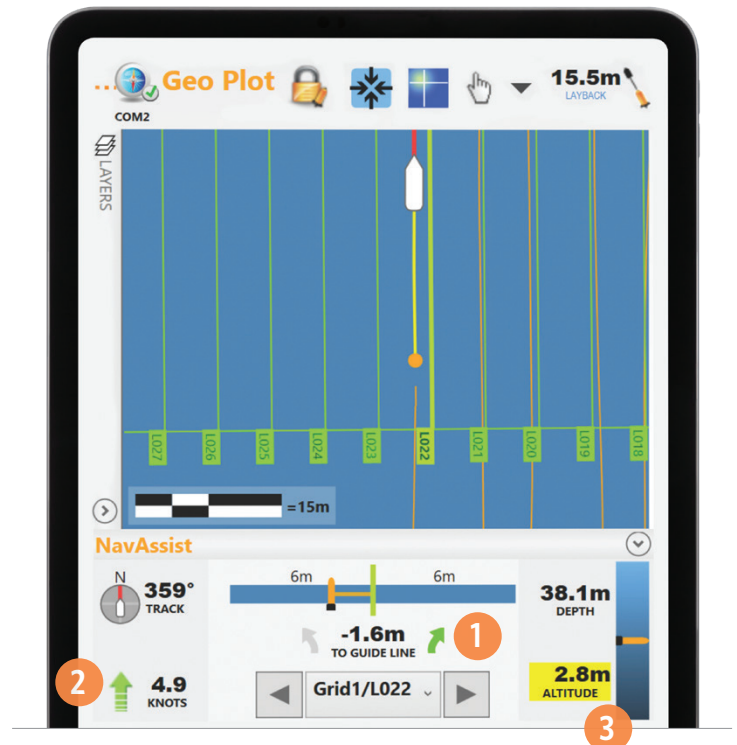 ... Geo Plot
15.5m
LAYBACK
COM2
LAYERS
L027
L026
L025
L024
L023
L022
L021
L020
L019
L018
=15m
NavAssist
N
359°
TRACK
6m 6m
38.1m
DEPTH
-1.6m
TO GUIDE LINE
1
2
4.9
KNOTS
Grid1/L022
2.8m
ALTITUDE
3